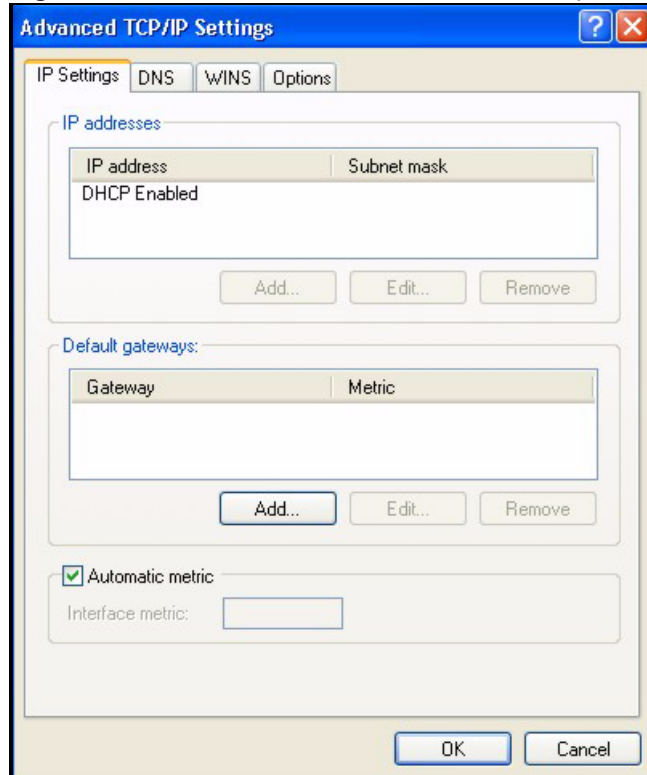 Advanced TCP/IP Settings
IP Settings DNS WINS Options
IP addresses
IP address Subnet mask
DHCP Enabled
Add... Edit... Remove
Default gateways:
Gateway Metric
Add... Edit... Remove
Automatic metric
Interface metric:
OK Cancel